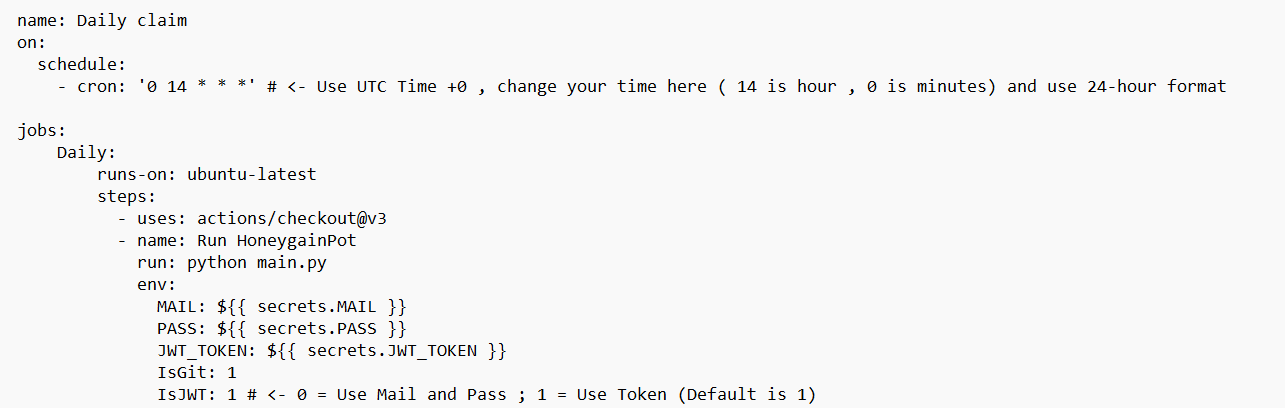 name: Daily claim
on:
  schedule:
    - cron: '0 14 * * *' # <- Use UTC Time +0 , change your time here ( 14 is hour , 0 is minutes) and use 24-hour format

jobs:
    Daily:
        runs-on: ubuntu-latest
        steps:
          - uses: actions/checkout@v3
          - name: Run HoneygainPot
            run: python main.py
            env:
              MAIL: ${{ secrets.MAIL }}
              PASS: ${{ secrets.PASS }}
              JWT_TOKEN: ${{ secrets.JWT_TOKEN }}
              IsGit: 1
              IsJWT: 1 # <- 0 = Use Mail and Pass ; 1 = Use Token (Default is 1)